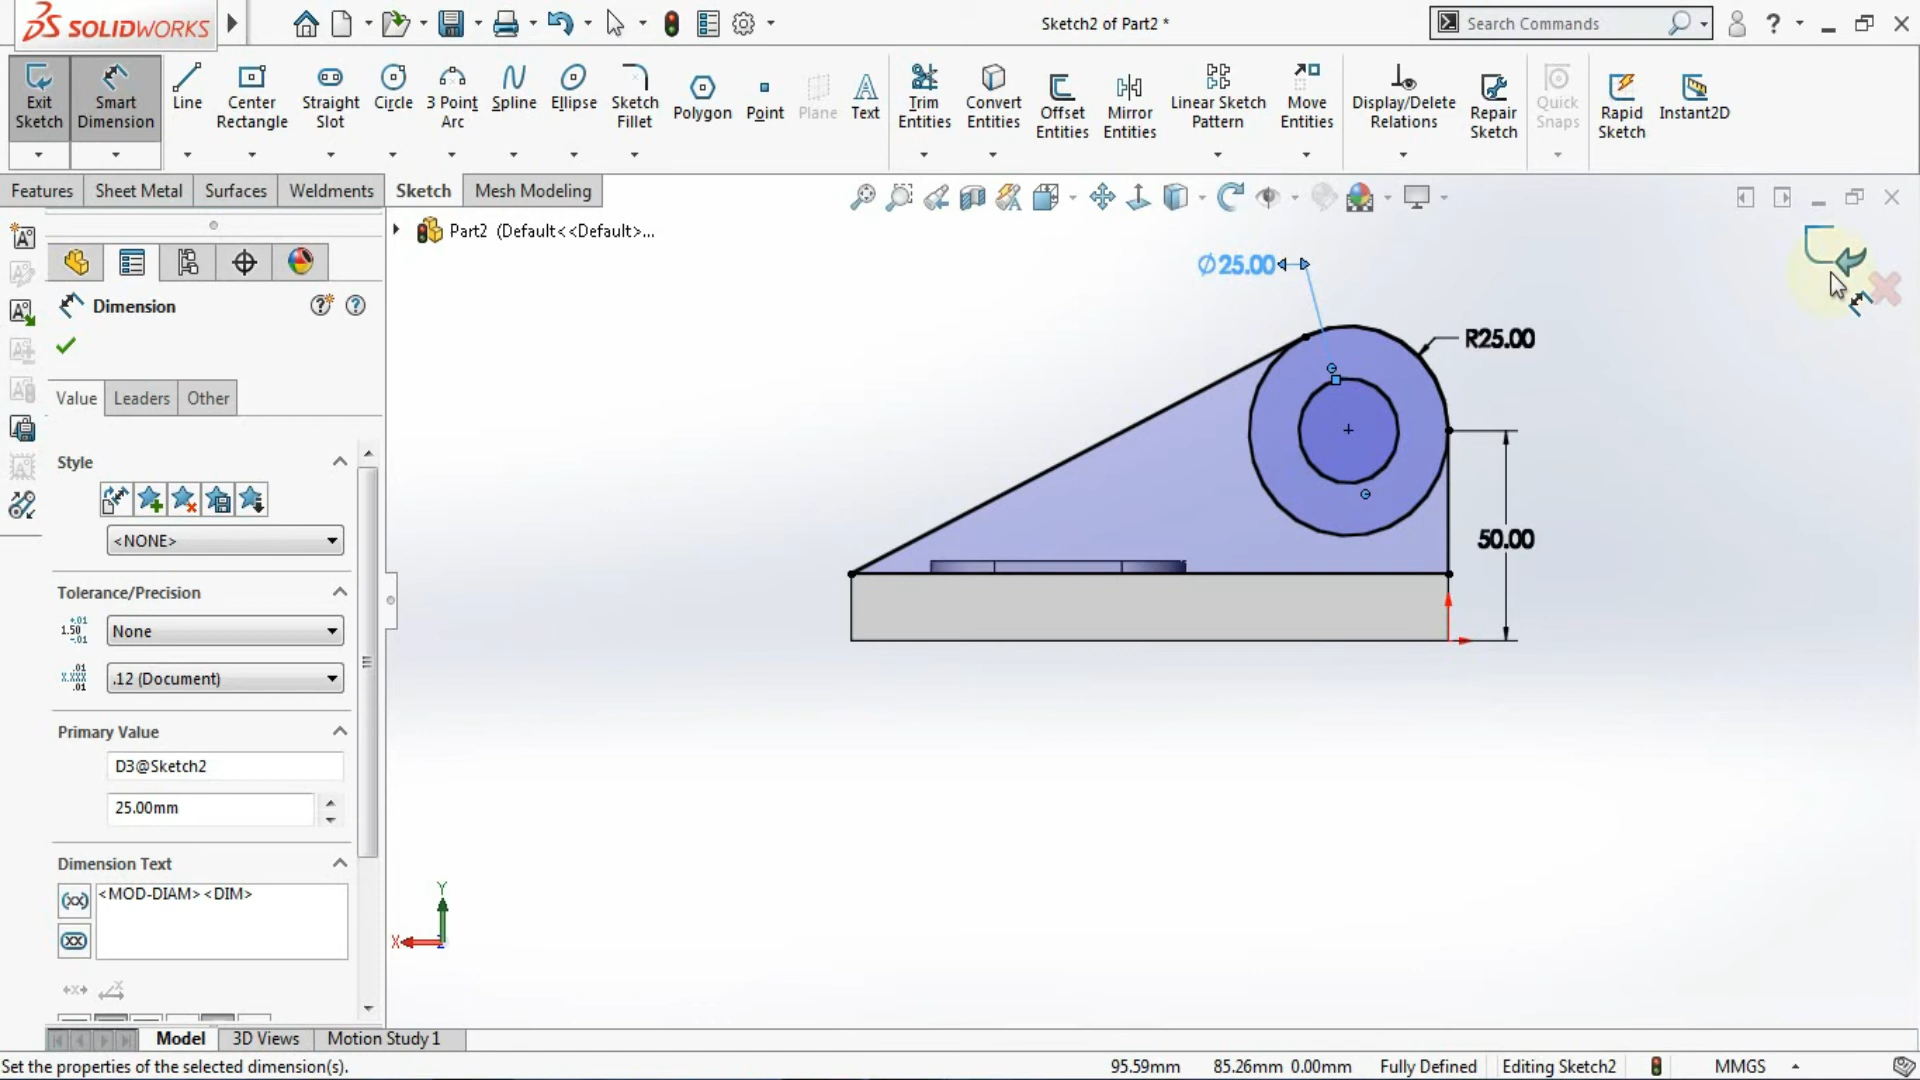 SOLIDWORKS
Sketch2 of Part2 *
Search Commands
?
Exit Sketch
Smart Dimension
Line
Center Rectangle
Straight Slot
Circle
3 Point Arc
Spline
Ellipse
Sketch Fillet
Polygon
Point
Plane
Text
Trim Entities
Convert Entities
Offset Entities
Mirror Entities
Linear Sketch Pattern
Move Entities
Display/Delete Relations
Repair Sketch
Quick Snaps
Rapid Sketch
Instant2D
Features
Sheet Metal
Surfaces
Weldments
Sketch
Mesh Modeling
Part2 (Default<<Default>...
Dimension
Value
Leaders
Other
Style
<NONE>
Tolerance/Precision
None
.12 (Document)
Primary Value
D3@Sketch2
25.00mm
Dimension Text
<MOD-DIAM><DIM>
(xx)
Ø25.00
R25.00
50.00
Y
X
Model
3D Views
Motion Study 1
Set the properties of the selected dimension(s).
95.59mm
85.26mm 0.00mm
Fully Defined
Editing Sketch2
MMGS